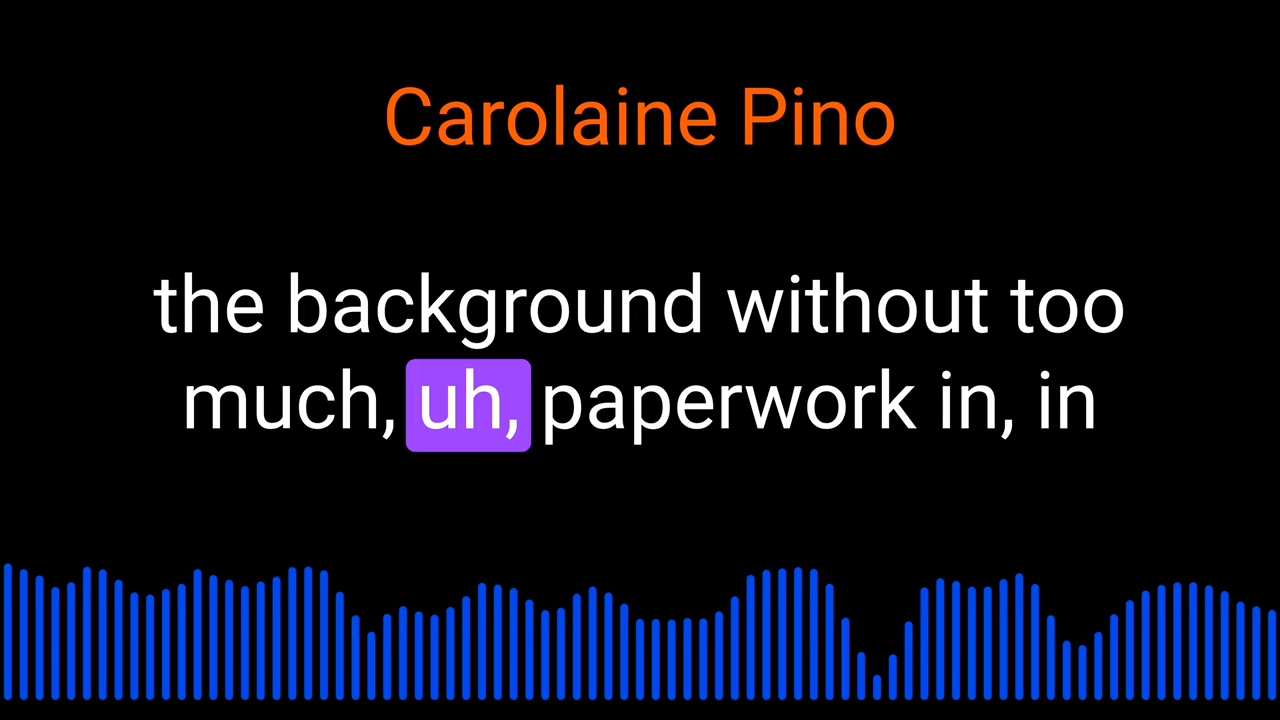 Carolaine Pino
the background without too
much, uh, paperwork in, in